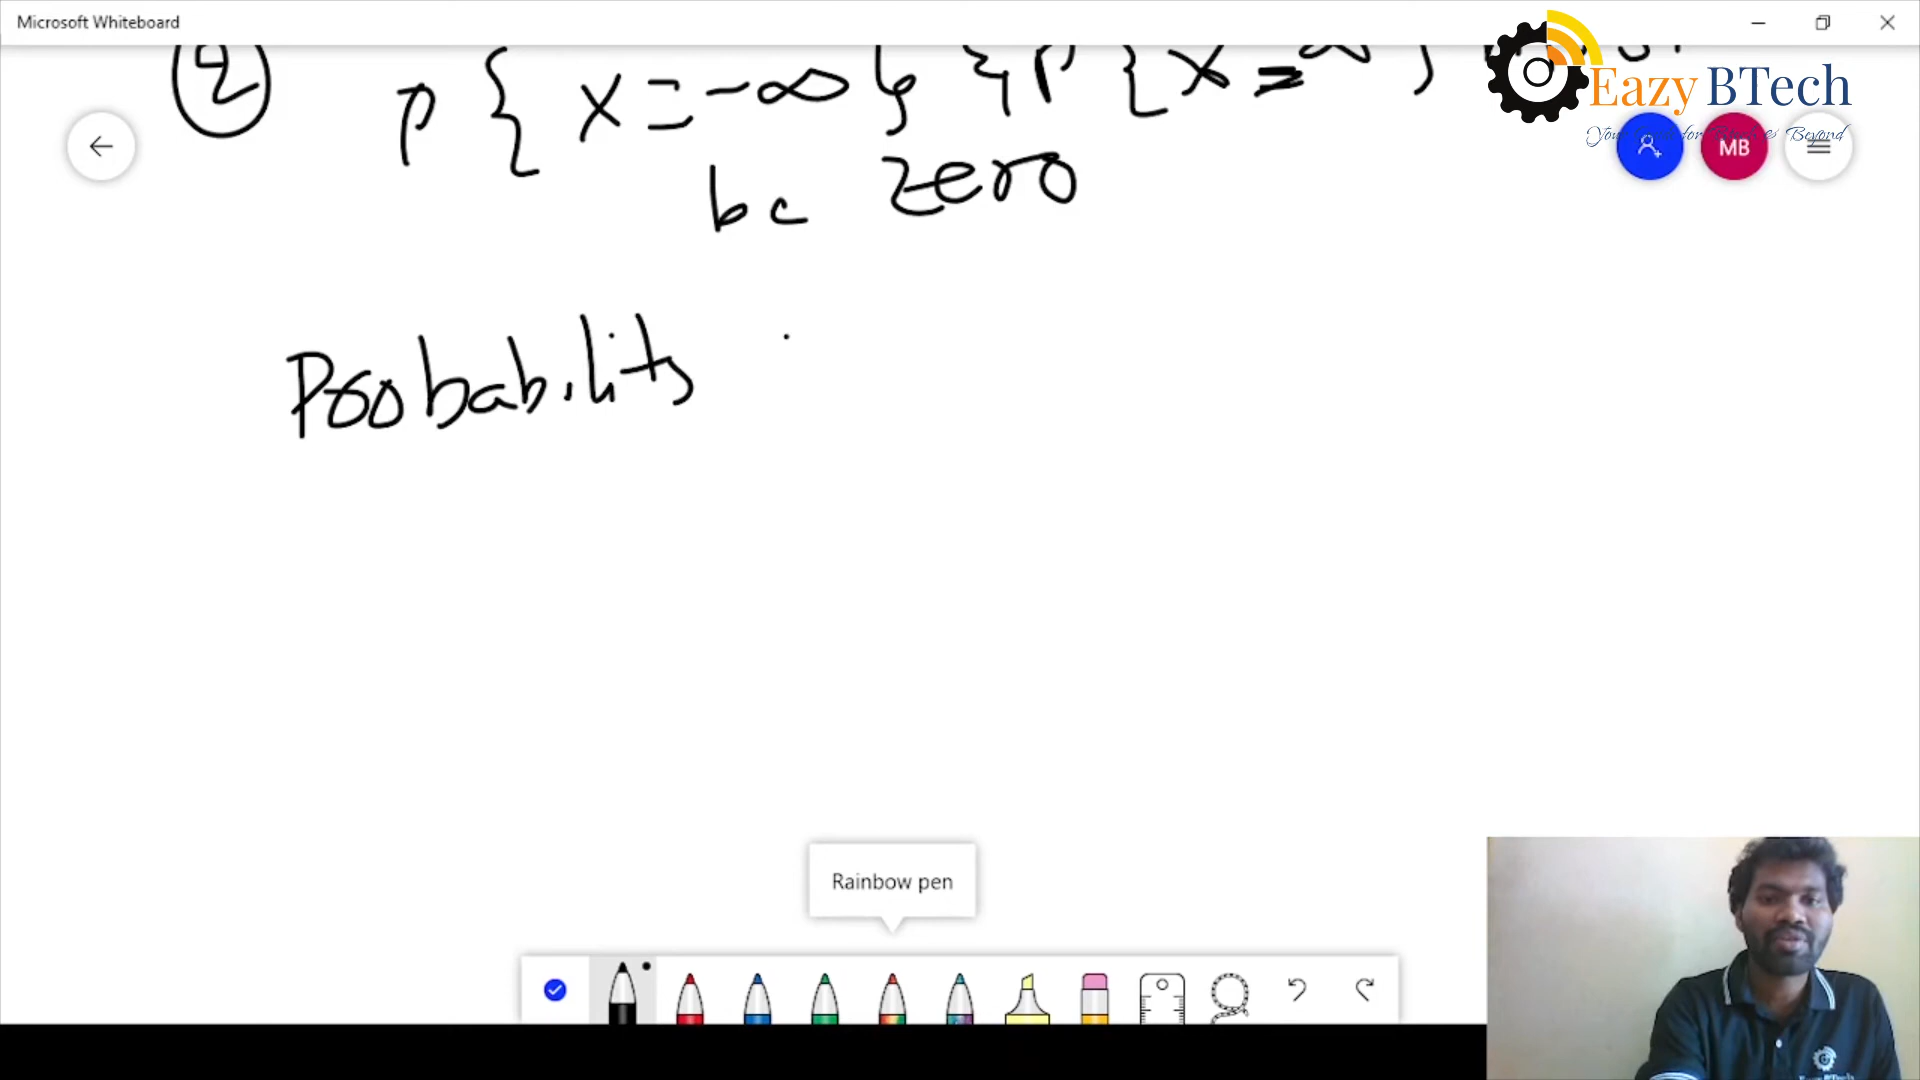 Microsoft Whiteboard
Eazy BTech
MB
2
P { X = -∞ } & P { X = ∞ }
be zero
Probability
Rainbow pen